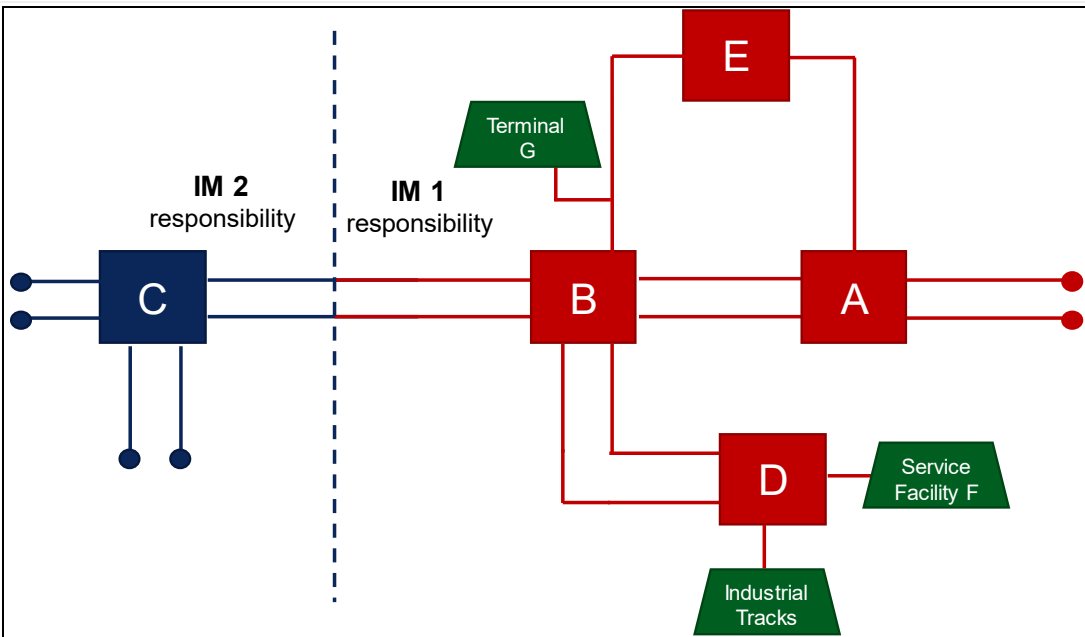 E
Terminal
G
IM 2
responsibility
IM 1
responsibility
C
B
A
D
Service
Facility F
Industrial
Tracks